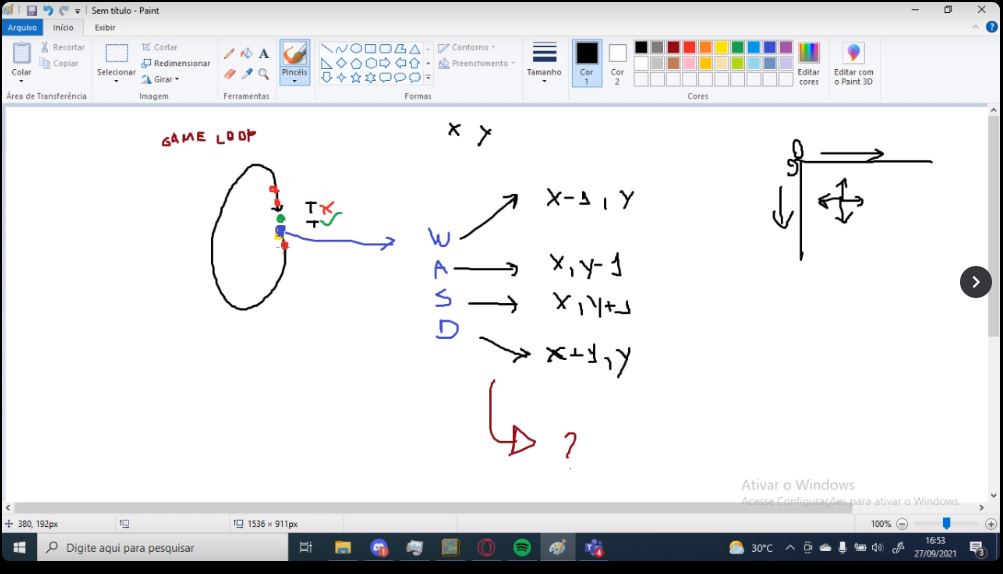 Sem título - Paint
Arquivo Início Exibir
Colar
Recortar
Copiar
Área de Transferência
Selecionar
Cortar
Redimensionar
Girar
Imagem
A
Ferramentas
Pincéis
Contorno
Preenchimento
Formas
Tamanho
Cor 1
Cor 2
Editar cores
Editar com o Paint 3D
Cores
GAME LOOP
X Y
T X
T
W X-1, Y
A X, Y-1
S X, Y+1
D X+1, Y
?
Ativar o Windows
Acesse Configurações para ativar o Windows.
380, 192px
1536 × 911px
100%
Digite aqui para pesquisar
30°C
16:53
27/09/2021
3
4